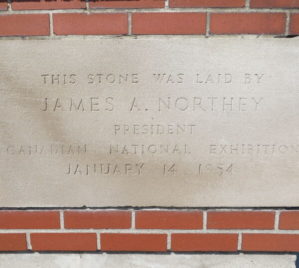 THIS STONE WAS LAID BY
JAMES A. NORTHEY
PRESIDENT
CANADIAN NATIONAL EXHIBITION
JANUARY 14 1954